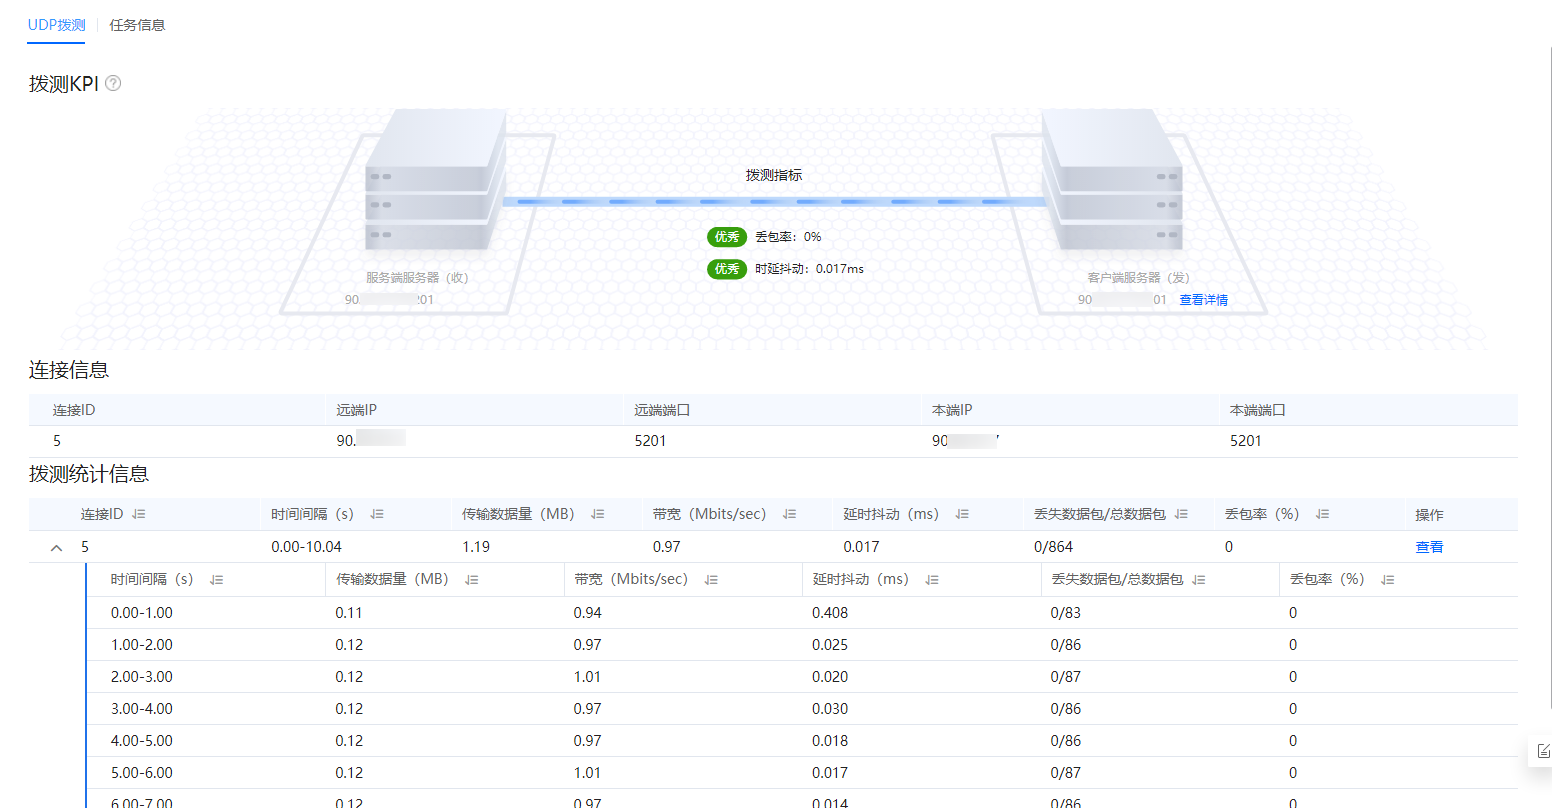 UDP拨测 任务信息
拨测KPI ?
拨测指标
优秀 丢包率：0%
优秀 时延抖动：0.017ms
服务端服务器（收） 客户端服务器（发）
90. 201 90 01 查看详情
连接信息
连接ID 远端IP 远端端口 本端IP 本端端口
5 90. 5201 90 5201
拨测统计信息
连接ID 时间间隔（s） 传输数据量（MB） 带宽（Mbits/sec） 延时抖动（ms） 丢失数据包/总数据包 丢包率（%） 操作
5 0.00-10.04 1.19 0.97 0.017 0/864 0 查看
时间间隔（s） 传输数据量（MB） 带宽（Mbits/sec） 延时抖动（ms） 丢失数据包/总数据包 丢包率（%）
0.00-1.00 0.11 0.94 0.408 0/83 0
1.00-2.00 0.12 0.97 0.025 0/86 0
2.00-3.00 0.12 1.01 0.020 0/87 0
3.00-4.00 0.12 0.97 0.030 0/86 0
4.00-5.00 0.12 0.97 0.018 0/86 0
5.00-6.00 0.12 1.01 0.017 0/87 0
6.00-7.00 0.12 0.97 0.014 0/86 0